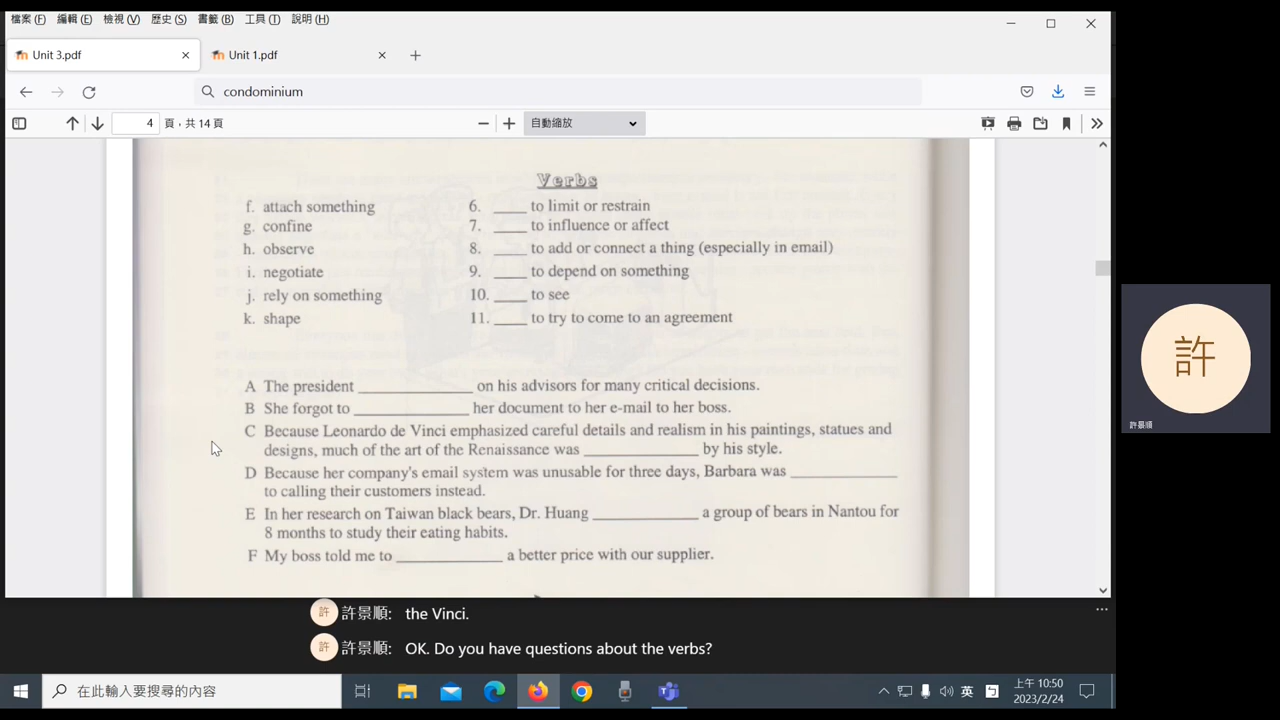 檔案 (F) 編輯 (E) 檢視 (V) 歷史 (S) 書籤 (B) 工具 (T) 說明 (H)
Unit 3.pdf Unit 1.pdf
condominium
4 頁，共 14 頁 自動縮放
Verbs
f. attach something 6. ____ to limit or restrain
g. confine 7. ____ to influence or affect
h. observe 8. ____ to add or connect a thing (especially in email)
i. negotiate 9. ____ to depend on something
j. rely on something 10. ____ to see
k. shape 11. ____ to try to come to an agreement
A The president ____________ on his advisors for many critical decisions.
B She forgot to ____________ her document to her e-mail to her boss.
C Because Leonardo de Vinci emphasized careful details and realism in his paintings, statues and
designs, much of the art of the Renaissance was ____________ by his style.
D Because her company's email system was unusable for three days, Barbara was ____________
to calling their customers instead.
E In her research on Taiwan black bears, Dr. Huang ____________ a group of bears in Nantou for
8 months to study their eating habits.
F My boss told me to ____________ a better price with our supplier.
許
許景順
許 許景順: the Vinci.
許 許景順: OK. Do you have questions about the verbs?
在此輸入要搜尋的內容
英
上午 10:50
2023/2/24